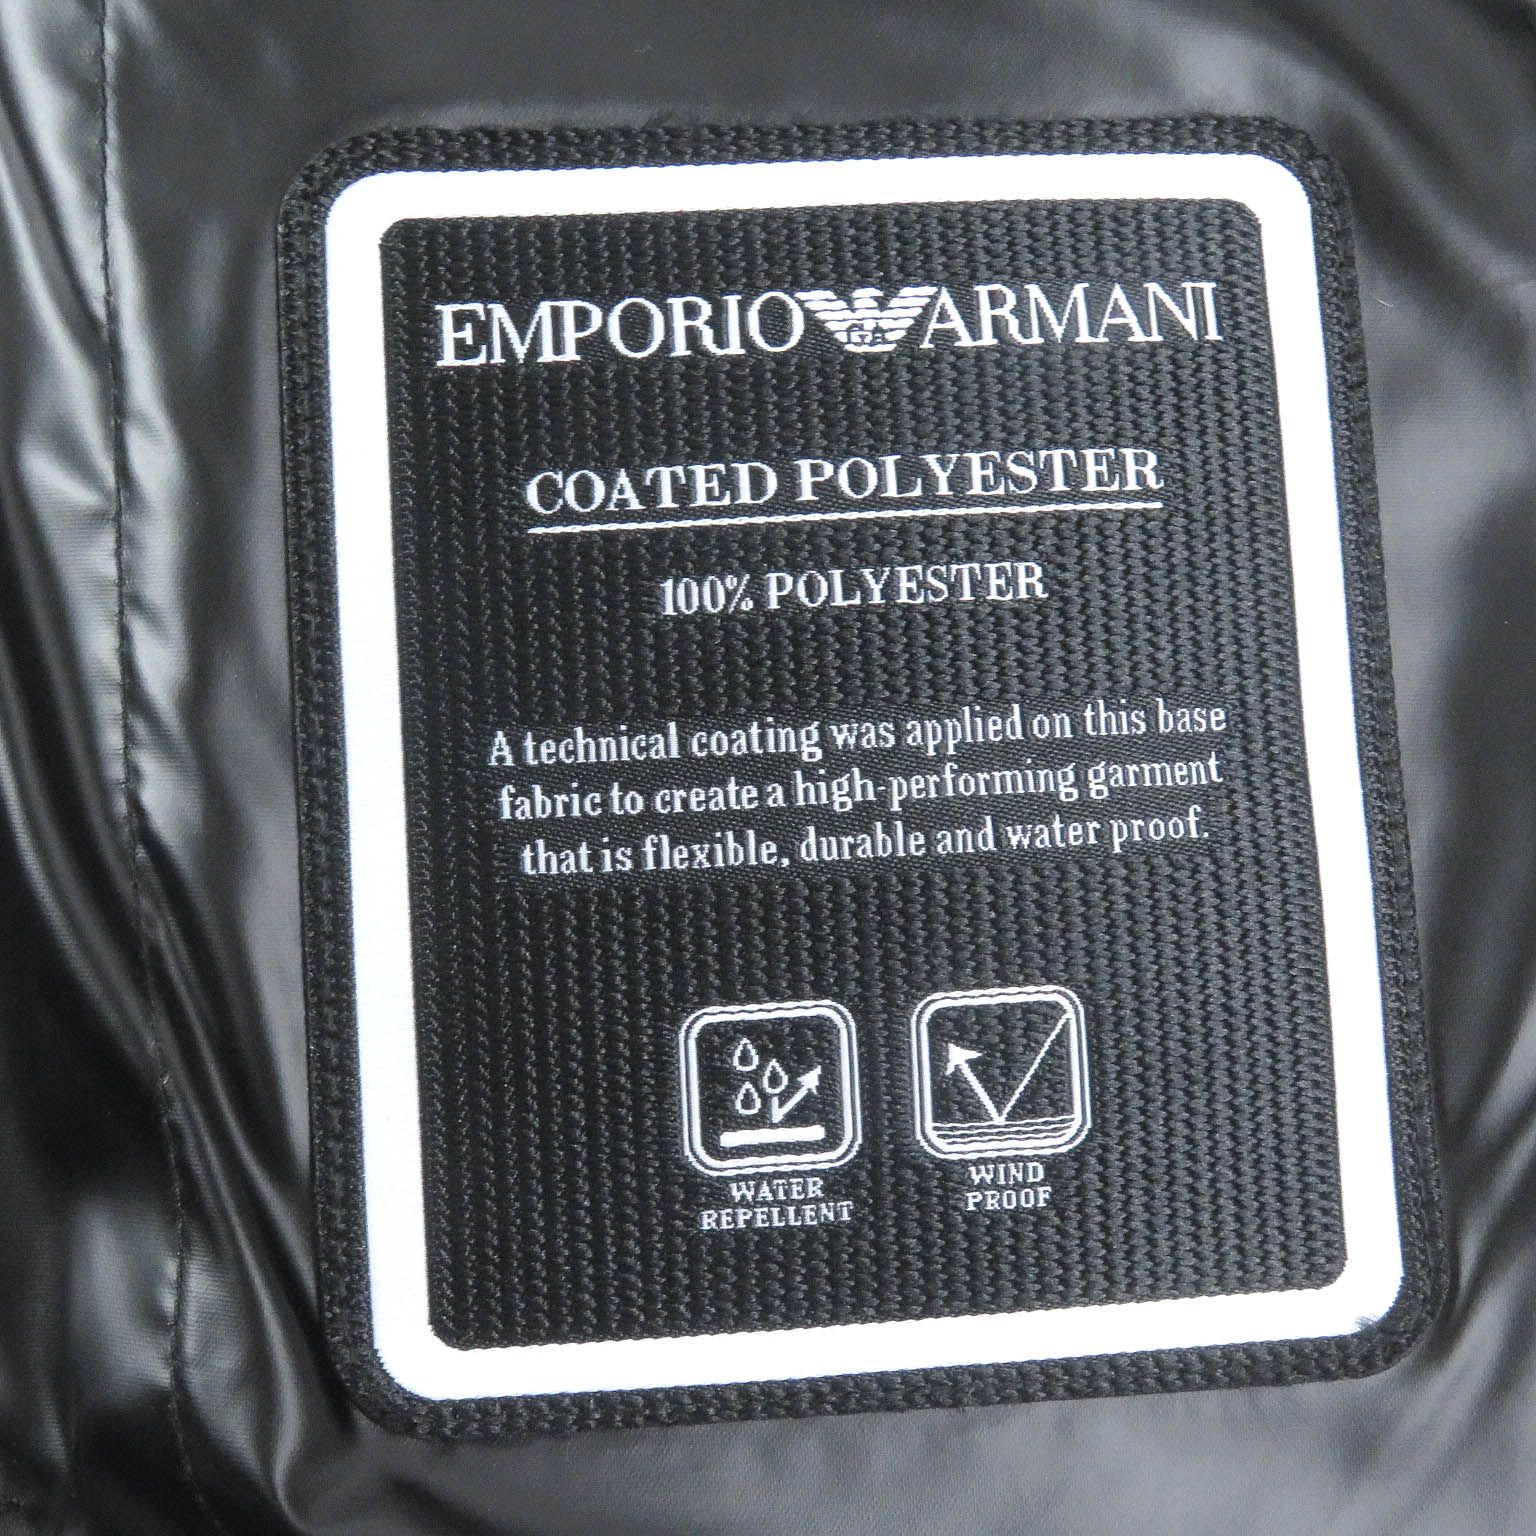 EMPORIO GA ARMANI
COATED POLYESTER
100% POLYESTER
A technical coating was applied on this base
fabric to create a high-performing garment
that is flexible, durable and water proof.
WATER
REPELLENT
WIND
PROOF